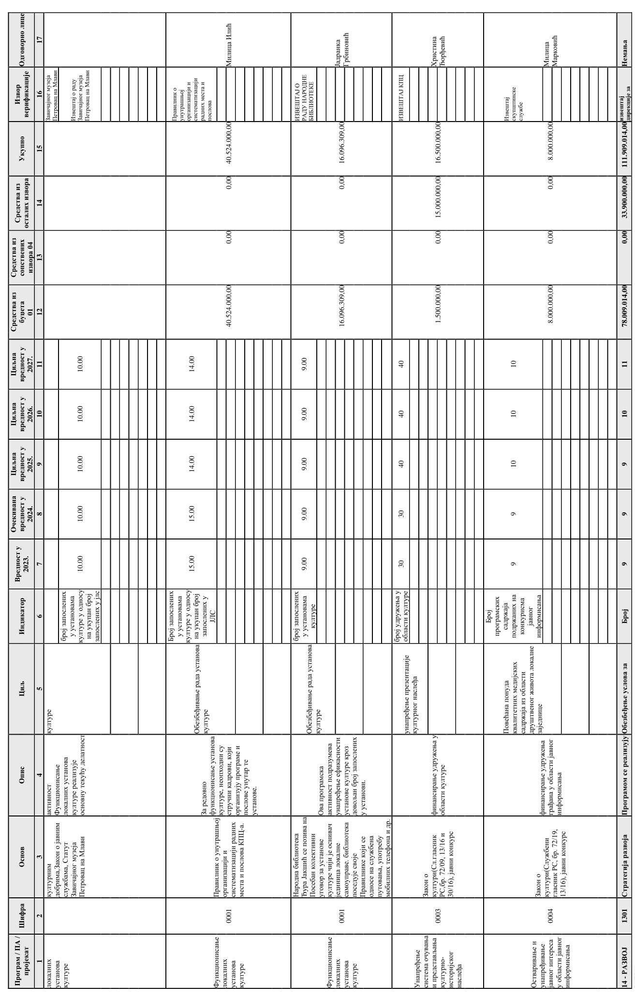 Програм / ПА /
пројекат
Шифра
Основ
Опис
Циљ
Индикатор
Вредност у
2023.
Очекивана
вредност у
2024.
Циљна
вредност у
2025.
Циљна
вредност у
2026.
Циљна
вредност у
2027.
Средства из
буџета
01
Средства из
сопствених
извора 04
Средства из
осталих извора
Укупно
Извор
верификације
Одговорно лице
1
2
3
4
5
6
7
8
9
10
11
12
13
14
15
16
17
локалних
установа
културе
културним
добрима,Закон о јавним
службама, Статут
Завичајног музеја
Петровац на Млави
активност
Функционисање
локалних установа
културе реализује
основну текућу делатност
културе
број запослених
у установама
културе у односу
на укупан број
запослених у јлс
10.00
10.00
10.00
10.00
10.00
Завичајног музеја
Петровац на Млави
Извештај о раду
Завичајног музеја
Петровац на Млави
Функционисање
локалних
установа
културе
0001
Правилник о унутрашњој
организацији и
систематизацији радних
места и послова КПЦ-а.
За редовно
функционисање установа
културе, неопходни су
стручни кадрови, који
организују програме и
послове унутар те
установе.
Обезбеђивање рада установа
културе
Број запослених
у установама
културе у односу
на укупан број
запослених у
ЈЛС
15.00
15.00
14.00
14.00
14.00
40.524.000,00
0,00
0,00
40.524.000,00
Правилник о
унутрашњој
организацији и
систематизацији
радних места и
послова
Милица Илић
Функционисање
локалних
установа
културе
0001
Народна библиотека
Ђура Јакшић се позива на
Посебан колективни
уговор за установе
културе чији је оснивач
јединица локалне
самоуправе. библиотека
поседује своје
Правилнике који се
односе на службена
путовања, употребу
мобилних телефона и др.
Ова програмска
активност подразумева
унапређење ефикасности
установе културе кроз
довољан број запослених
у установи.
Обезбеђивање рада установа
културе
број запослених
у установама
културе
9.00
9.00
9.00
9.00
9.00
16.096.309,00
0,00
0,00
16.096.309,00
ИЗВЕШТАЈ О
РАДУ НАРОДНЕ
БИБЛИОТЕКЕ
Јадранка
Грбиновић
Унапређење
система очувања
и представљања
културно-
историјског
наслеђа
0003
Закон о
култури(Сл.гласник
РС,бр. 72/09, 13/16 и
30/16), јавни конкурс
финансирање удружења у
области културе
унапређење презентације
културног наслеђа
број удружења у
области културе
30
30
40
40
40
1.500.000,00
0,00
15.000.000,00
16.500.000,00
ИЗВЕШТАЈ КПЦ
Христина
Ђорђевић
Остваривање и
унапређивање
јавног интереса
у области јавног
информисања
0004
Закон о
култури(Службени
гласник РС, бр. 72/19,
13/16), јавни конкурс
финансирање удружења
грађана у области јавног
информисања
Повећана понуда
квалитетних медијских
садржаја из области
друштвеног живота локалне
заједнице
Број
програмских
садржаја
подржаних на
конкурисма
јавног
информисања
9
9
10
10
10
8.000.000,00
0,00
0,00
8.000.000,00
Извештај
скупштинске
службе
Милица
Марковић
14 - РАЗВОЈ
1301
Стратегија развоја
Програмом се реализују
Обезбеђење услова за
Број
9
9
9
10
11
78.009.014,00
0,00
33.900.000,00
111.909.014,00
извештај
дирекције за
Немања